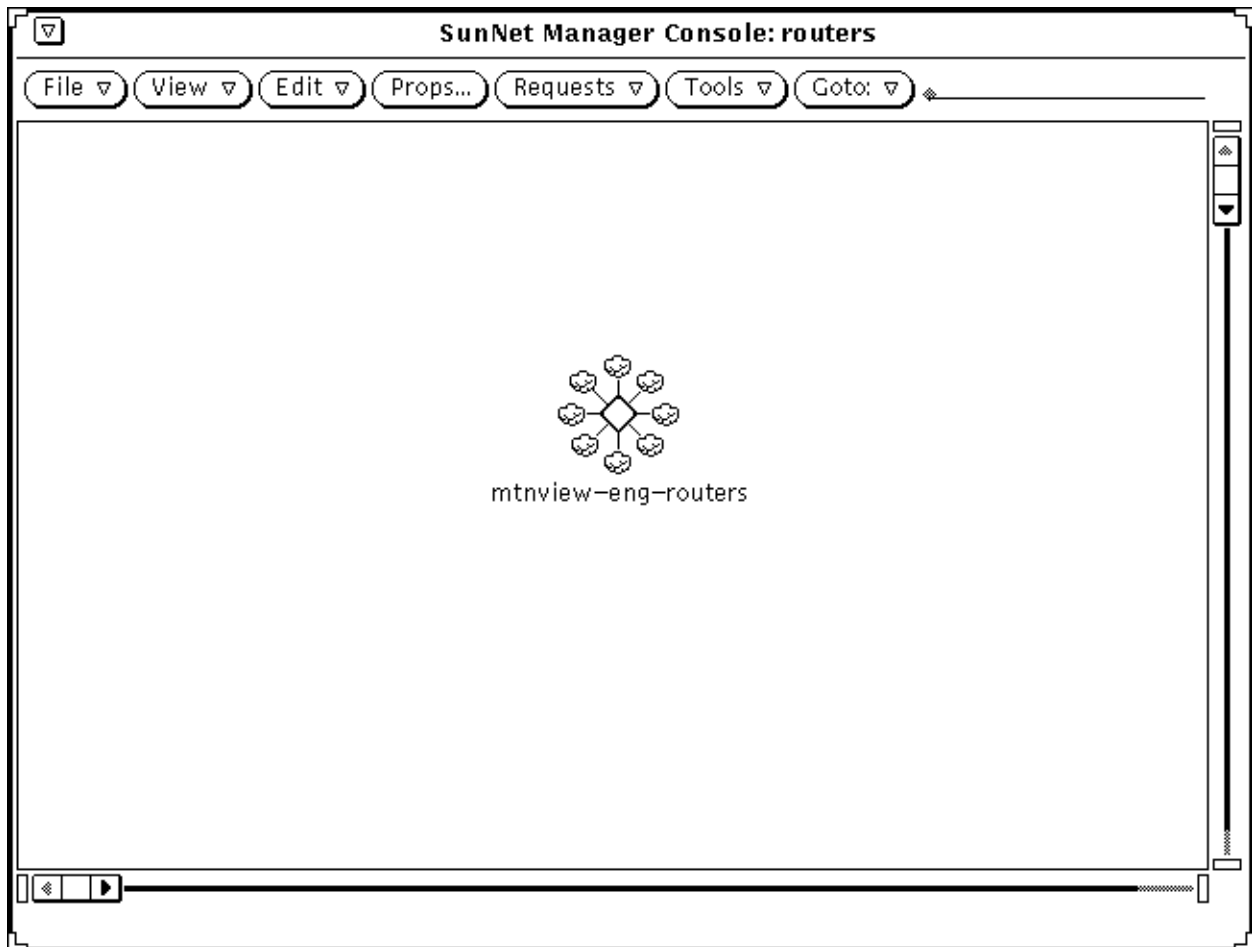 SunNet Manager Console: routers
File View Edit Props... Requests Tools Goto:
mtnview-eng-routers